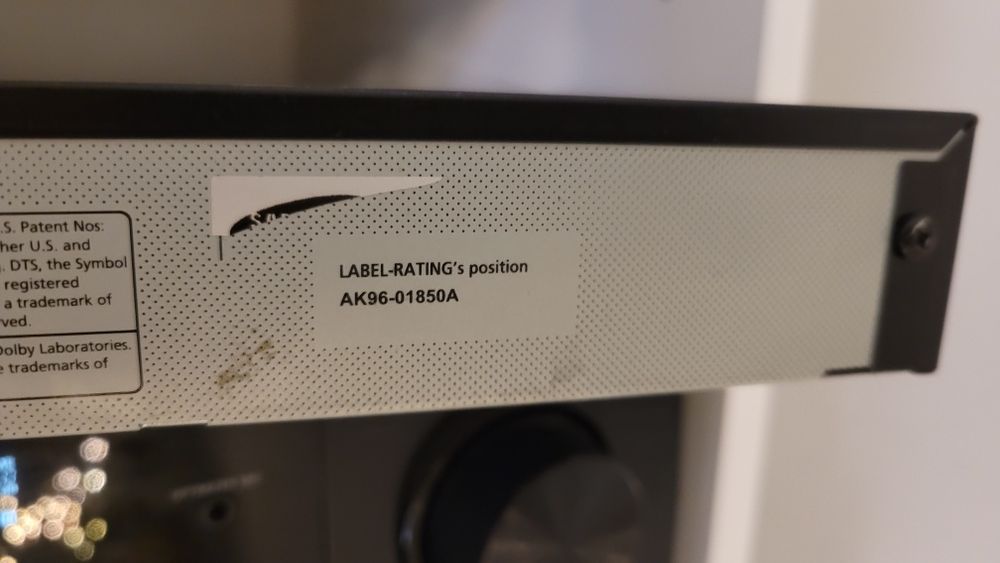 .S. Patent Nos:
her U.S. and
. DTS, the Symbol
registered
a trademark of
ved.
Dolby Laboratories.
e trademarks of
LABEL-RATING's position
AK96-01850A